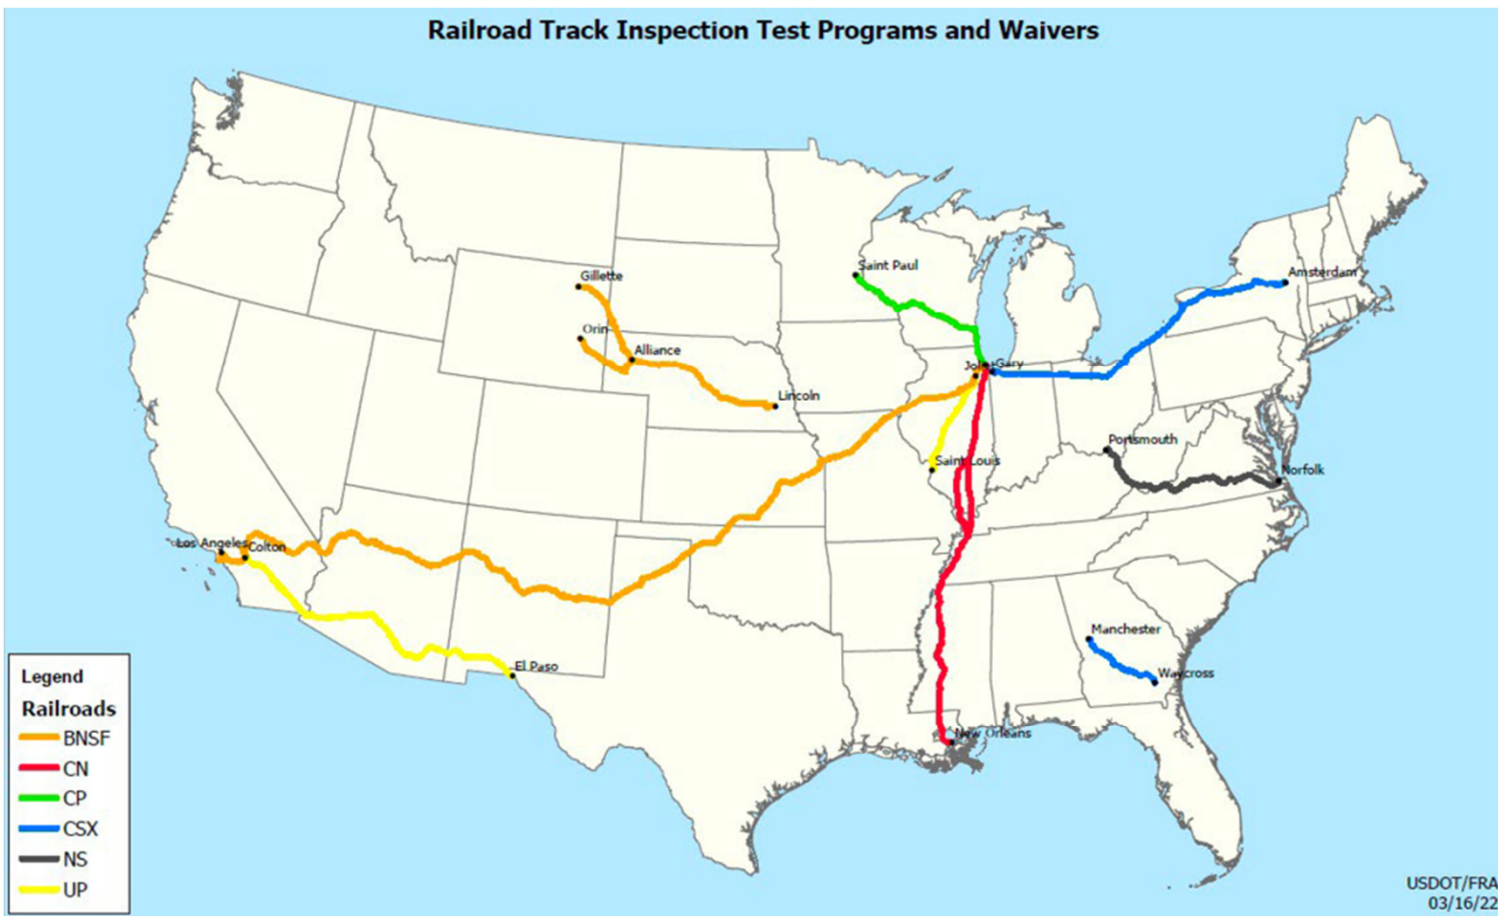 Railroad Track Inspection Test Programs and Waivers
Saint Paul
Amsterdam
Gillette
Orin
Alliance
Gary
Lincoln
Portsmouth
Saint Louis
Norfolk
Los Angeles
Colton
Manchester
El Paso
Waycross
New Orleans
Legend
Railroads
BNSF
CN
CP
CSX
NS
UP
USDOT/FRA
03/16/22